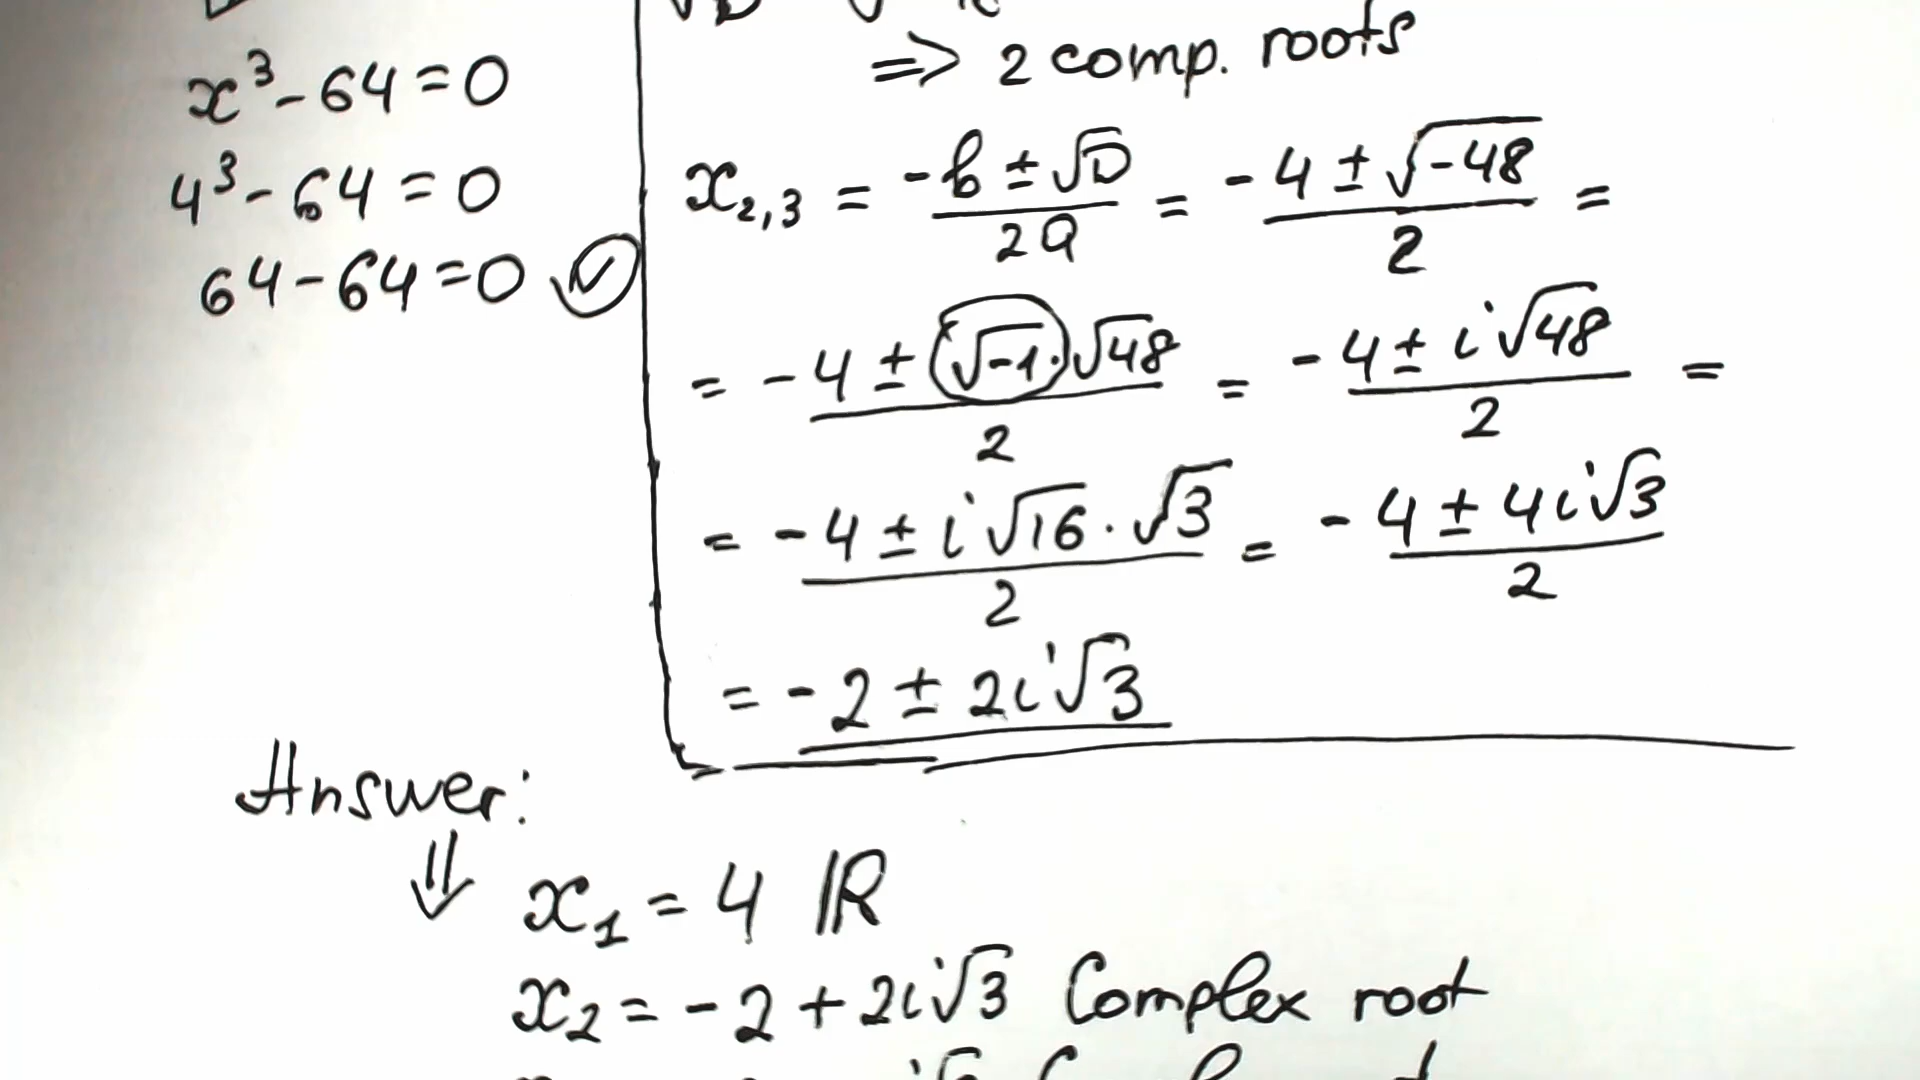 x³ - 64 = 0
4³ - 64 = 0
64 - 64 = 0 ✓
=> 2 comp. roots
x₂,₃ = (-b ± √D)/(2a) = (-4 ± √-48)/2 =
= (-4 ± √-1 · √48)/2 = (-4 ± i√48)/2 =
= (-4 ± i√16 · √3)/2 = (-4 ± 4i√3)/2
= -2 ± 2i√3
Answer:
⇓
x₁ = 4 ℝ
x₂ = -2 + 2i√3 Complex root